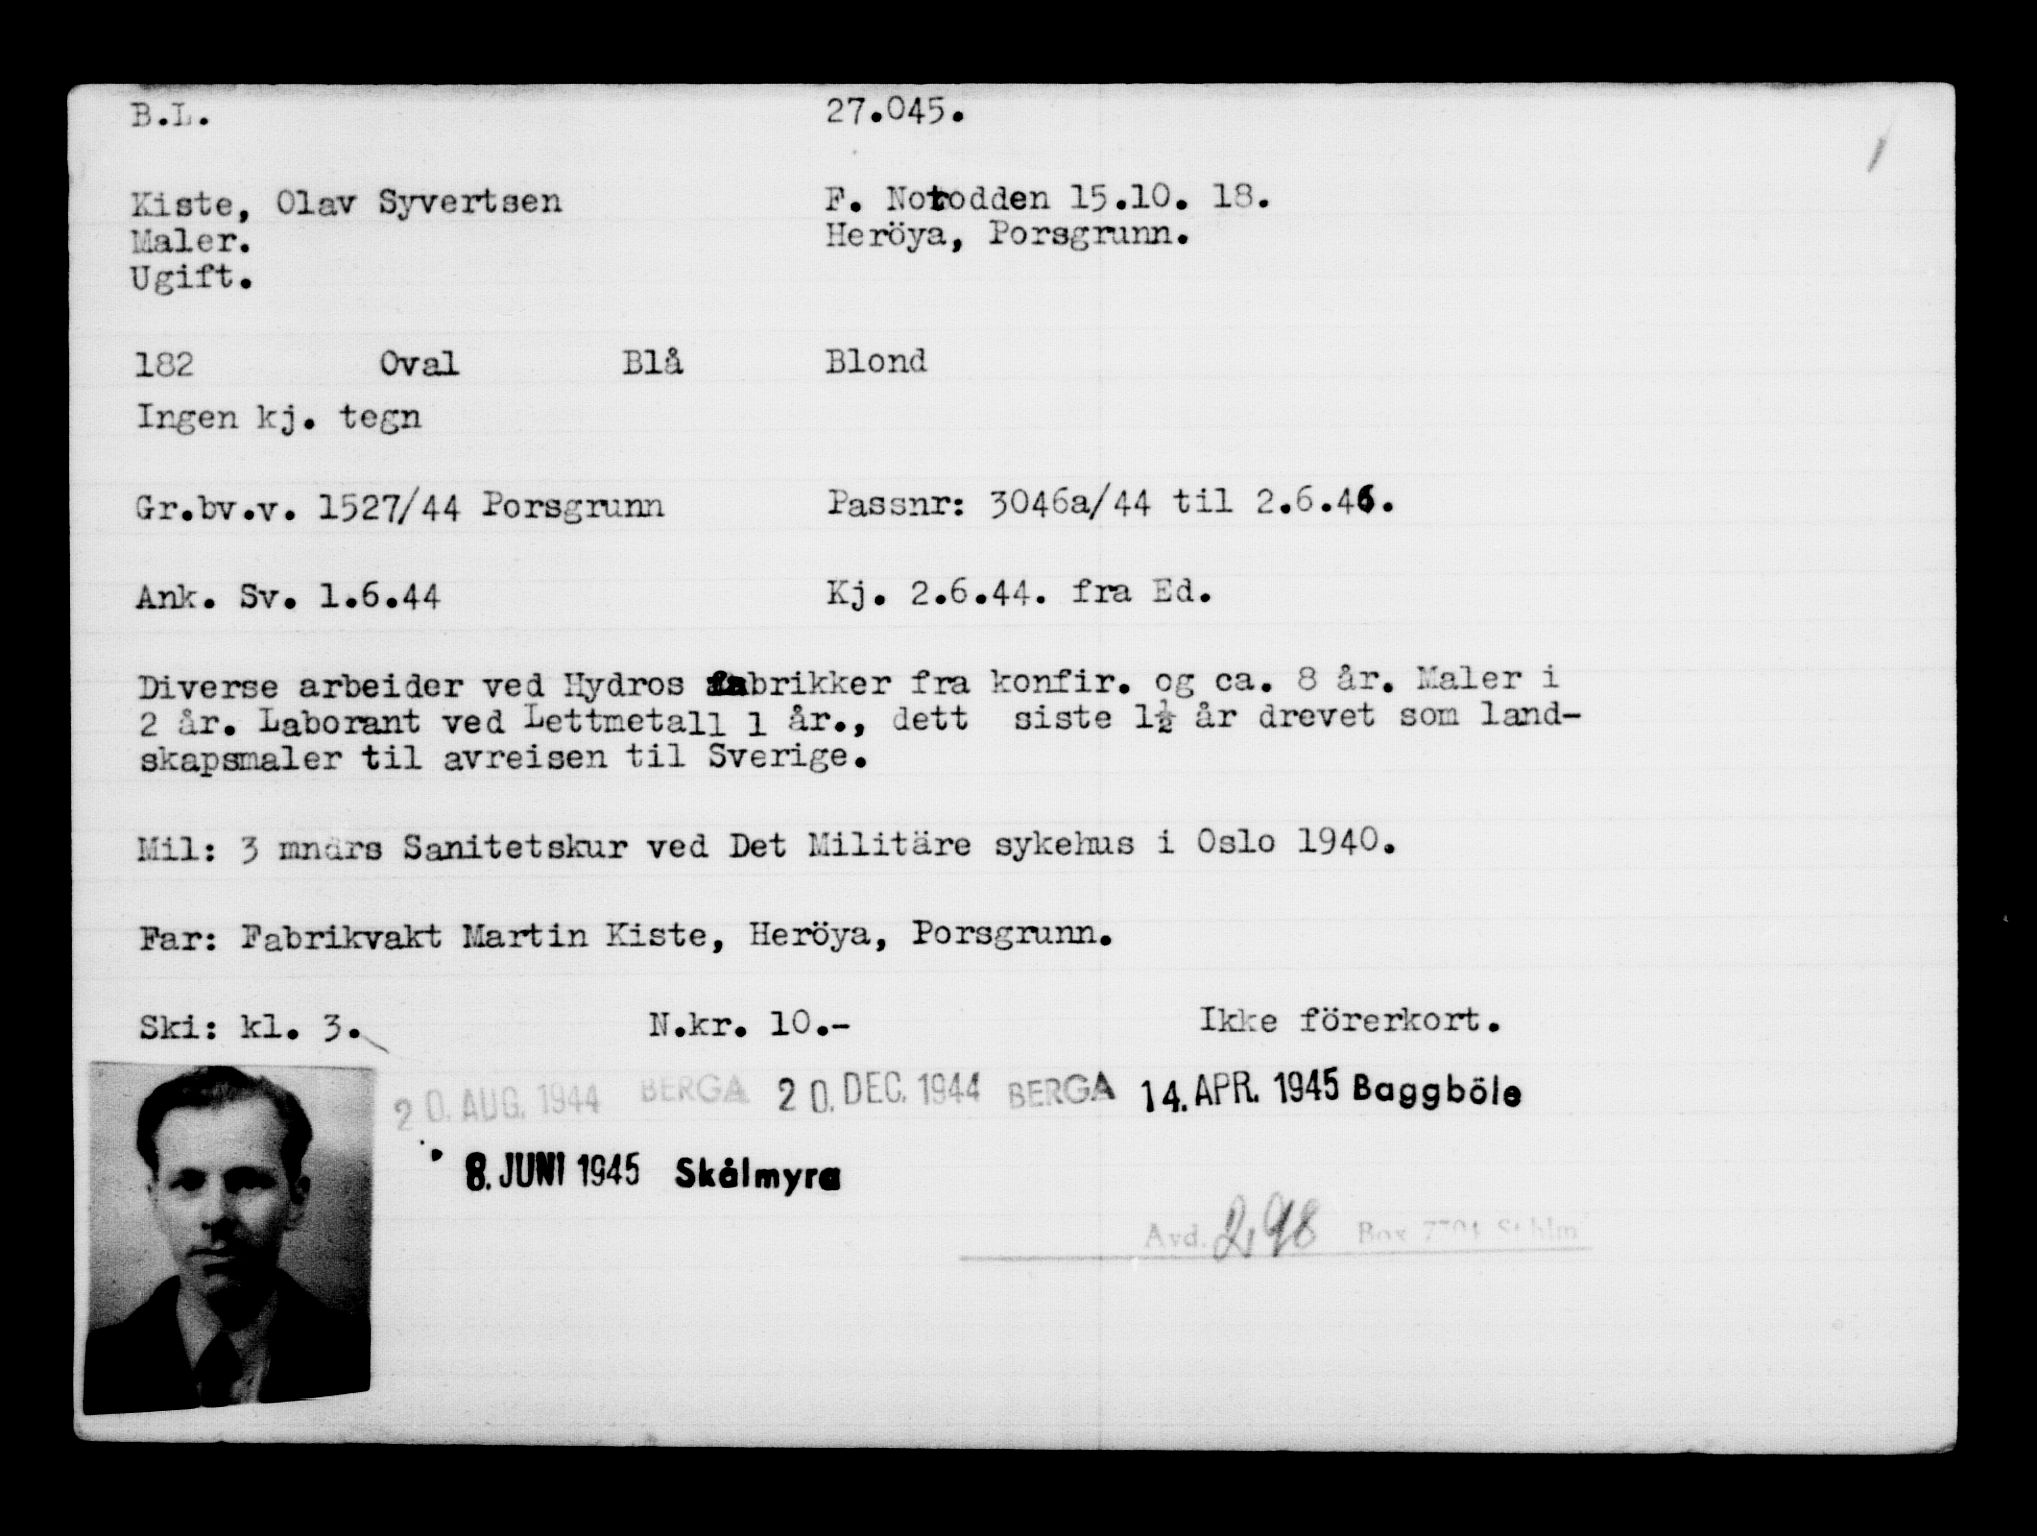 B.L. 27.045.
Kiste, Olav Syvertsen F. Notodden 15.10. 18.
Maler. Heröya, Porsgrunn.
Ugift.
182 Oval Blå Blond
Ingen kj. tegn
Gr.bv.v. 1527/44 Porsgrunn Passnr: 3046a/44 til 2.6.46.
Ank. Sv. 1.6.44 Kj. 2.6.44. fra Ed.
Diverse arbeider ved Hydros fabrikker fra konfir. og ca. 8 år. Maler i
2 år. Laborant ved Lettmetall 1 år., dett siste 1½ år drevet som land-
skapsmaler til avreisen til Sverige.
Mil: 3 mndrs Sanitetskur ved Det Militäre sykehus i Oslo 1940.
Far: Fabrikvakt Martin Kiste, Heröya, Porsgrunn.
Ski: kl. 3. N.kr. 10.- Ikke förerkort.
20. AUG. 1944 BERGA 20. DEC. 1944 BERGA 14. APR. 1945 Baggböle
8. JUNI 1945 Skålmyra
Avd. 298 Box